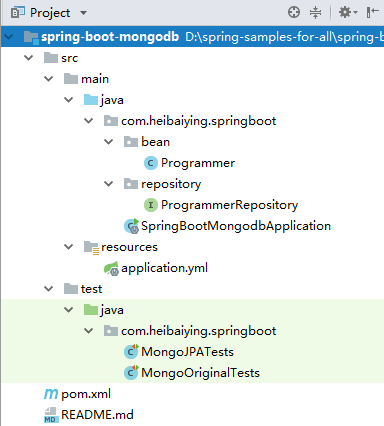 Project
spring-boot-mongodb D:\spring-samples-for-all\spring-b
src
main
java
com.heibaiying.springboot
bean
Programmer
repository
ProgrammerRepository
SpringBootMongodbApplication
resources
application.yml
test
java
com.heibaiying.springboot
MongoJPATests
MongoOriginalTests
pom.xml
README.md